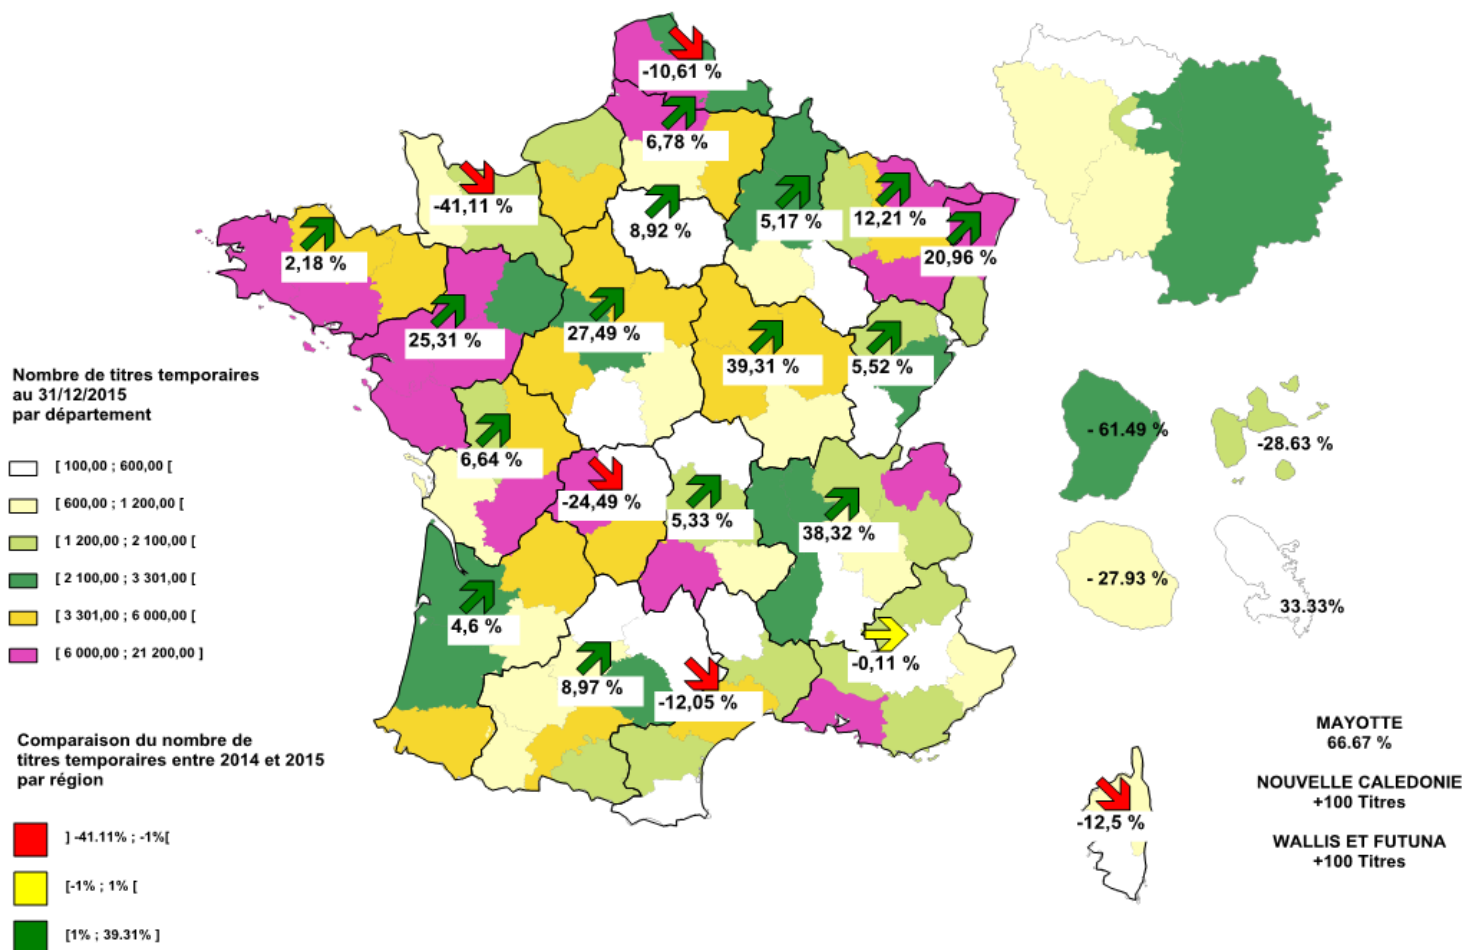 -10,61 %
6,78 %
-41,11 %
8,92 %
5,17 %
12,21 %
20,96 %
2,18 %
25,31 %
27,49 %
39,31 %
5,52 %
Nombre de titres temporaires
au 31/12/2015
par département
[ 100,00 ; 600,00 [
[ 600,00 ; 1 200,00 [
[ 1 200,00 ; 2 100,00 [
[ 2 100,00 ; 3 301,00 [
[ 3 301,00 ; 6 000,00 [
[ 6 000,00 ; 21 200,00 ]
6,64 %
-24,49 %
5,33 %
38,32 %
4,6 %
8,97 %
-12,05 %
-0,11 %
- 61.49 %
-28.63 %
- 27.93 %
33.33%
Comparaison du nombre de
titres temporaires entre 2014 et 2015
par région
] -41.11% ; -1%[
[-1% ; 1% [
[1% ; 39.31% ]
-12,5 %
MAYOTTE
66.67 %
NOUVELLE CALEDONIE
+100 Titres
WALLIS ET FUTUNA
+100 Titres